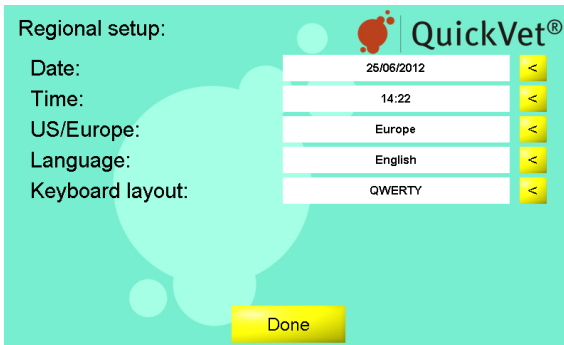 Regional setup:
QuickVet®
Date: 25/06/2012 <
Time: 14:22 <
US/Europe: Europe <
Language: English <
Keyboard layout: QWERTY <
Done